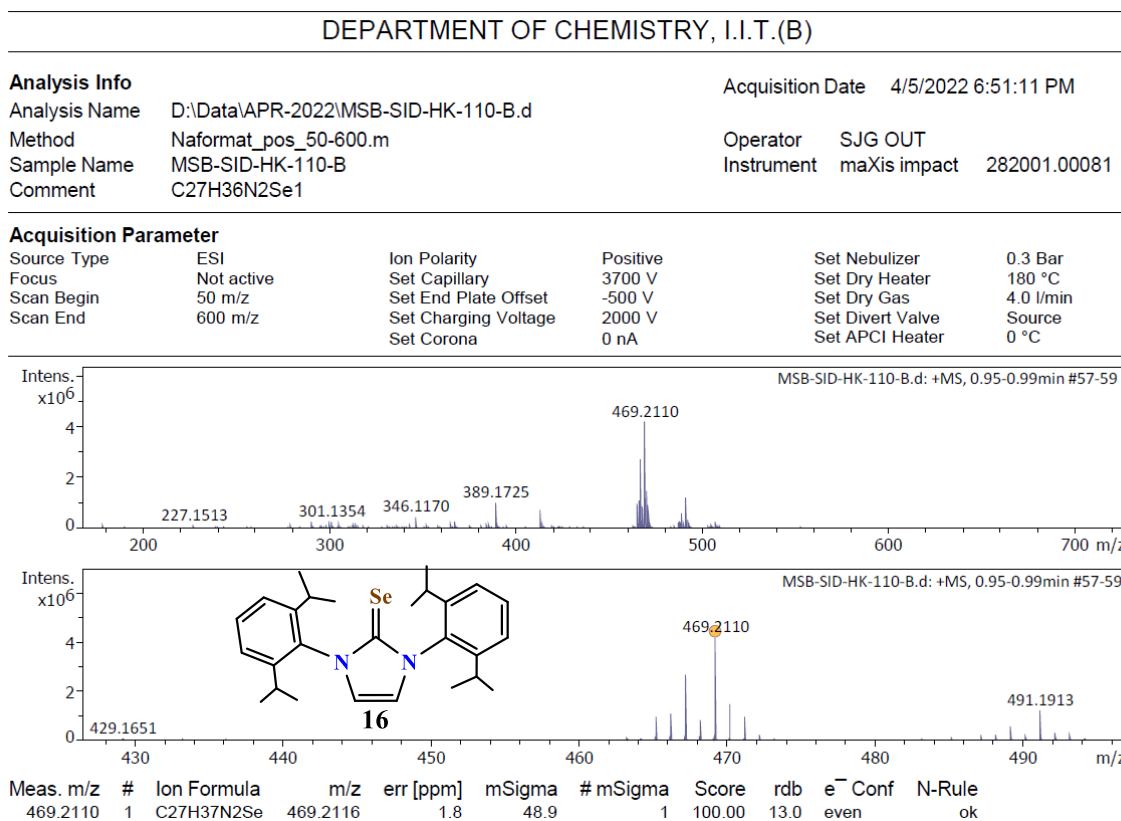 DEPARTMENT OF CHEMISTRY, I.I.T.(B)
Analysis Info
Acquisition Date 4/5/2022 6:51:11 PM
Analysis Name D:\Data\APR-2022\MSB-SID-HK-110-B.d
Method Naformat_pos_50-600.m Operator SJG OUT
Sample Name MSB-SID-HK-110-B Instrument maXis impact 282001.00081
Comment C27H36N2Se1
Acquisition Parameter
Source Type ESI Ion Polarity Positive Set Nebulizer 0.3 Bar
Focus Not active Set Capillary 3700 V Set Dry Heater 180 °C
Scan Begin 50 m/z Set End Plate Offset -500 V Set Dry Gas 4.0 l/min
Scan End 600 m/z Set Charging Voltage 2000 V Set Divert Valve Source
Set Corona 0 nA Set APCI Heater 0 °C
Intens. MSB-SID-HK-110-B.d: +MS, 0.95-0.99min #57-59
x10⁶
469.2110
4
2
389.1725
346.1170
301.1354
227.1513
0
200 300 400 500 600 700 m/z
Intens. MSB-SID-HK-110-B.d: +MS, 0.95-0.99min #57-59
x10⁶
Se
469.2110
4
N N
2
491.1913
16
429.1651
0
430 440 450 460 470 480 490 m/z
Meas. m/z # Ion Formula m/z err [ppm] mSigma # mSigma Score rdb e⁻ Conf N-Rule
469.2110 1 C27H37N2Se 469.2116 1.8 48.9 1 100.00 13.0 even ok